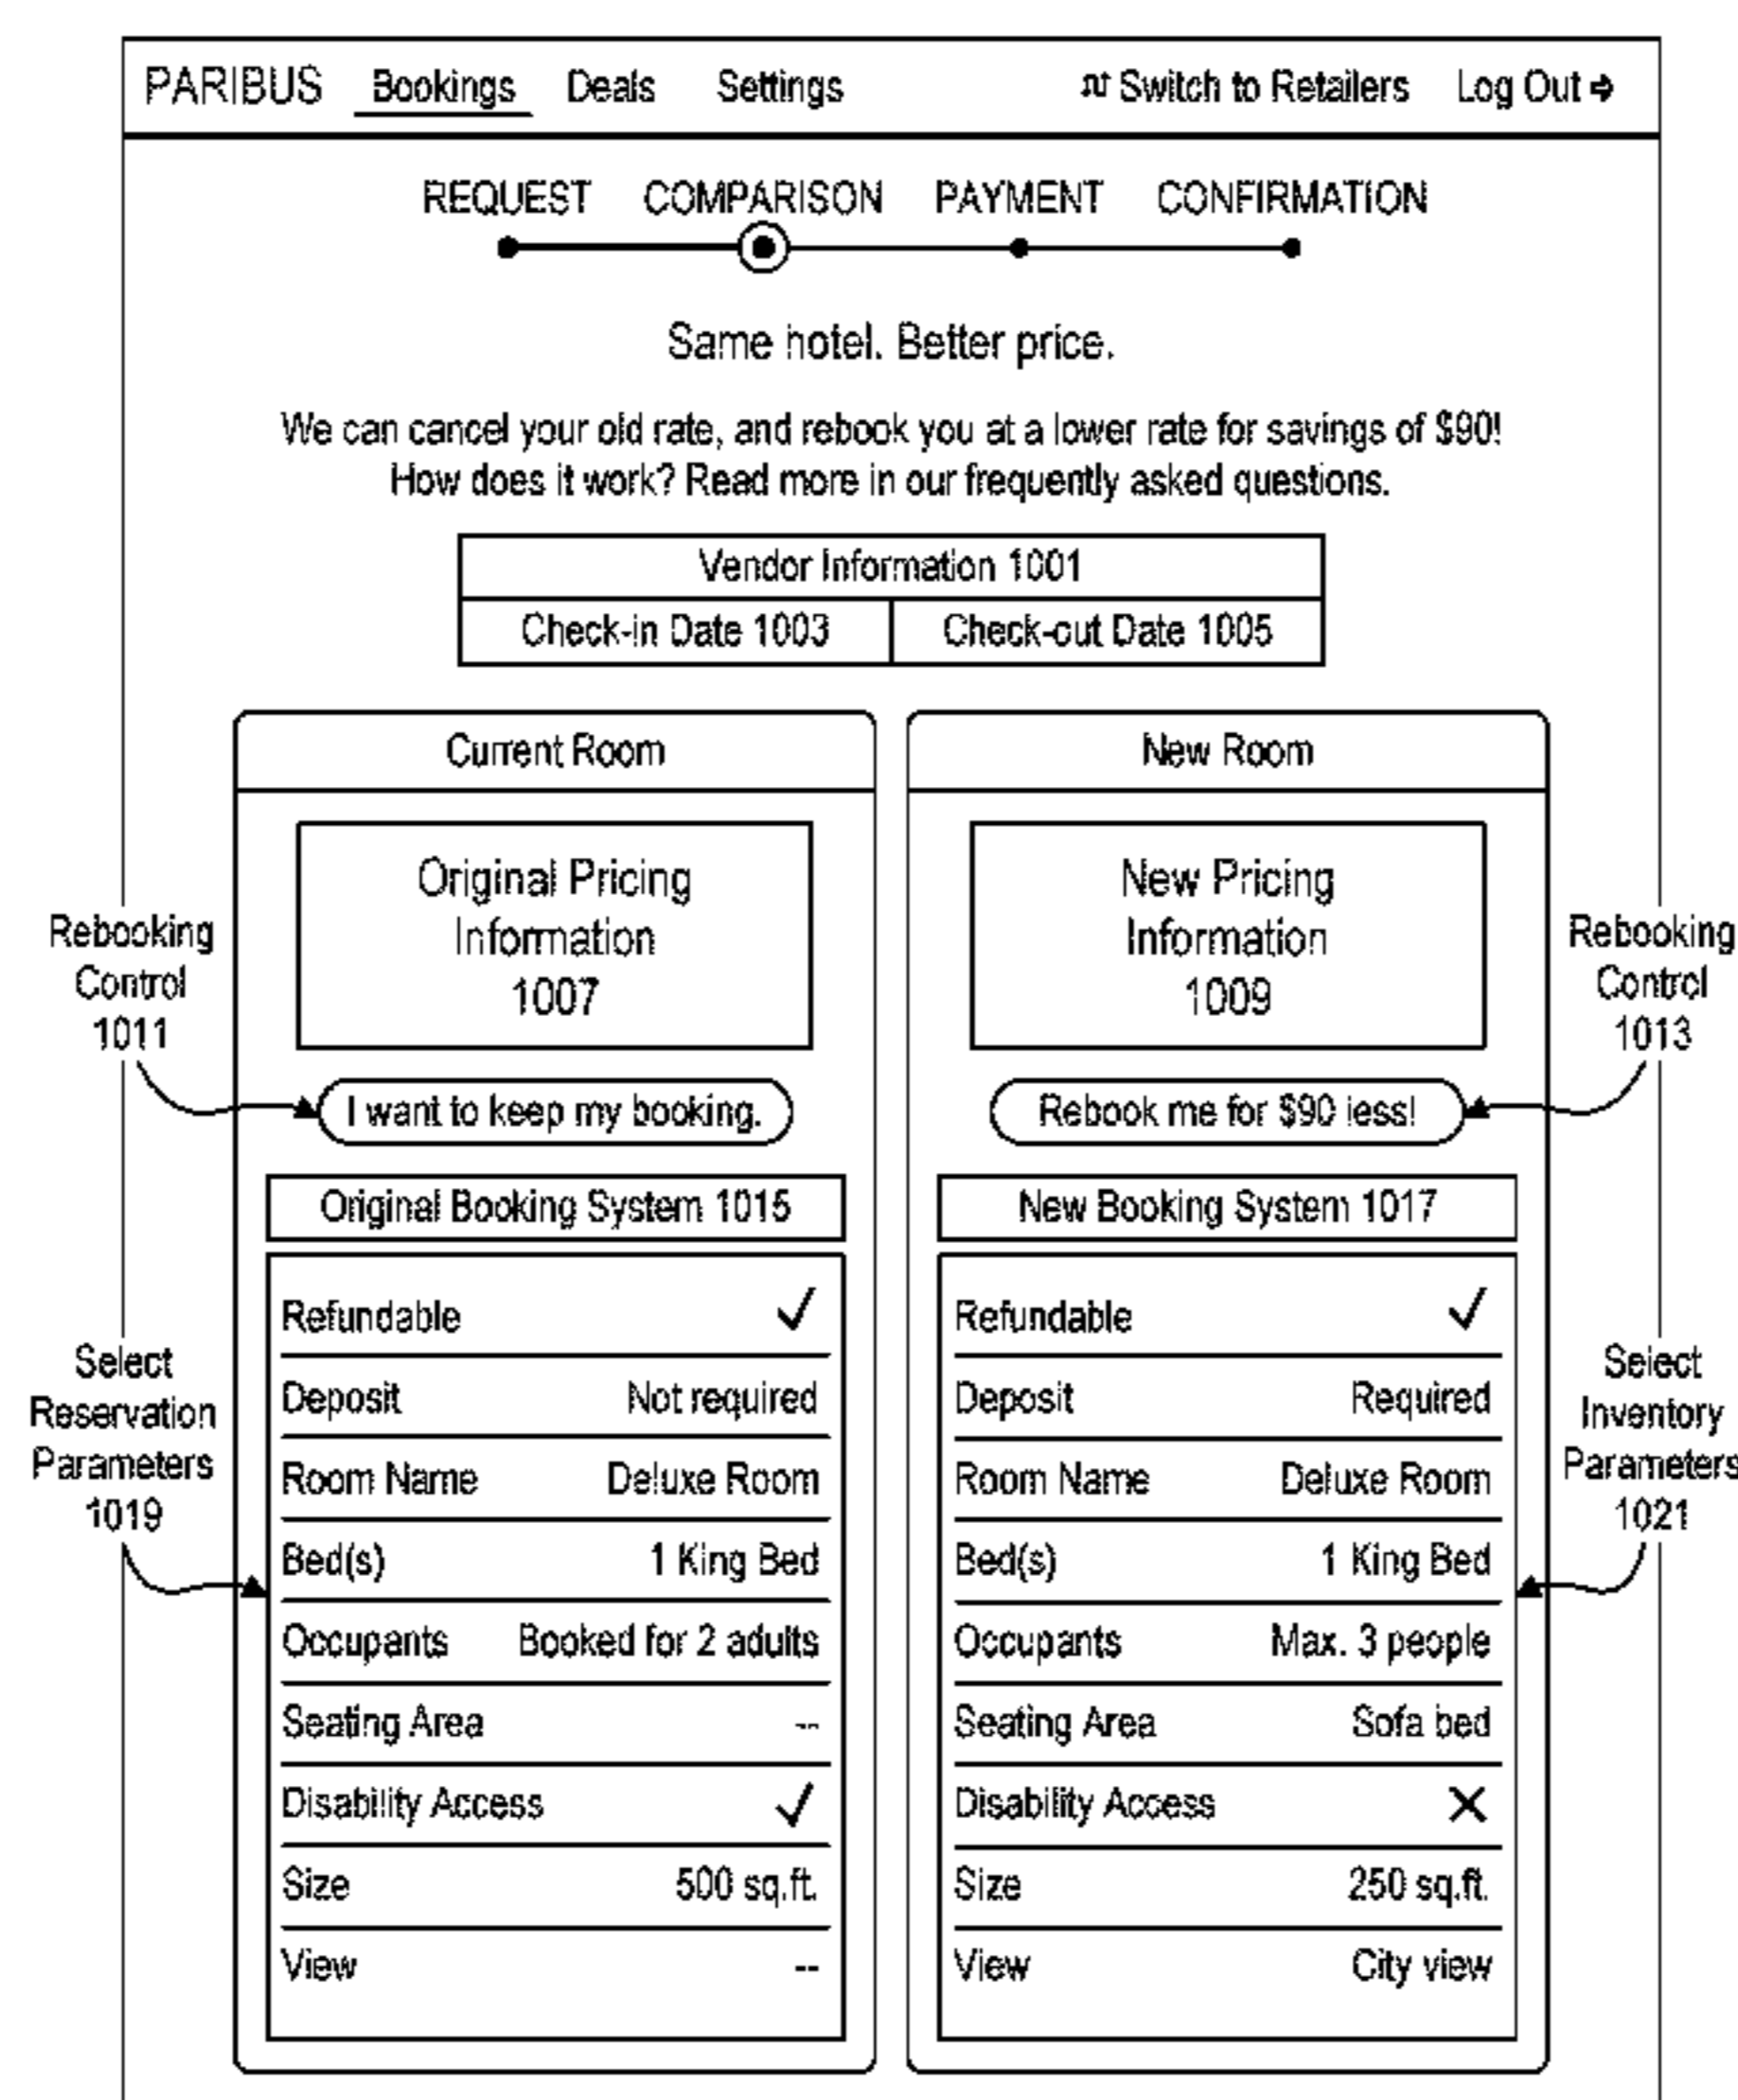 PARIBUS Bookings Deals Settings Switch to Retailers Log Out
REQUEST COMPARISON PAYMENT CONFIRMATION
Same hotel. Better price.
We can cancel your old rate, and rebook you at a lower rate for savings of $90!
How does it work? Read more in our frequently asked questions.
Vendor Information 1001
Check-in Date 1003 Check-out Date 1005
Current Room
Original Pricing
Information
1007
Rebooking
Control
1011
I want to keep my booking.
Original Booking System 1015
Select
Reservation
Parameters
1019
Refundable ✓
Deposit Not required
Room Name Deluxe Room
Bed(s) 1 King Bed
Occupants Booked for 2 adults
Seating Area --
Disability Access ✓
Size 500 sq.ft.
View --
New Room
New Pricing
Information
1009
Rebooking
Control
1013
Rebook me for $90 less!
New Booking System 1017
Select
Inventory
Parameters
1021
Refundable ✓
Deposit Required
Room Name Deluxe Room
Bed(s) 1 King Bed
Occupants Max. 3 people
Seating Area Sofa bed
Disability Access ✕
Size 250 sq.ft.
View City view